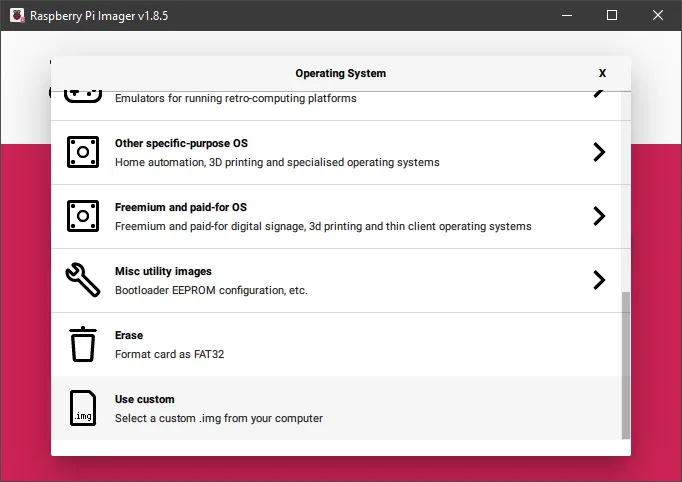 Raspberry Pi Imager v1.8.5
Operating System X
Emulators for running retro-computing platforms
Other specific-purpose OS
Home automation, 3D printing and specialised operating systems
Freemium and paid-for OS
Freemium and paid-for digital signage, 3d printing and thin client operating systems
Misc utility images
Bootloader EEPROM configuration, etc.
Erase
Format card as FAT32
Use custom
.img
Select a custom .img from your computer